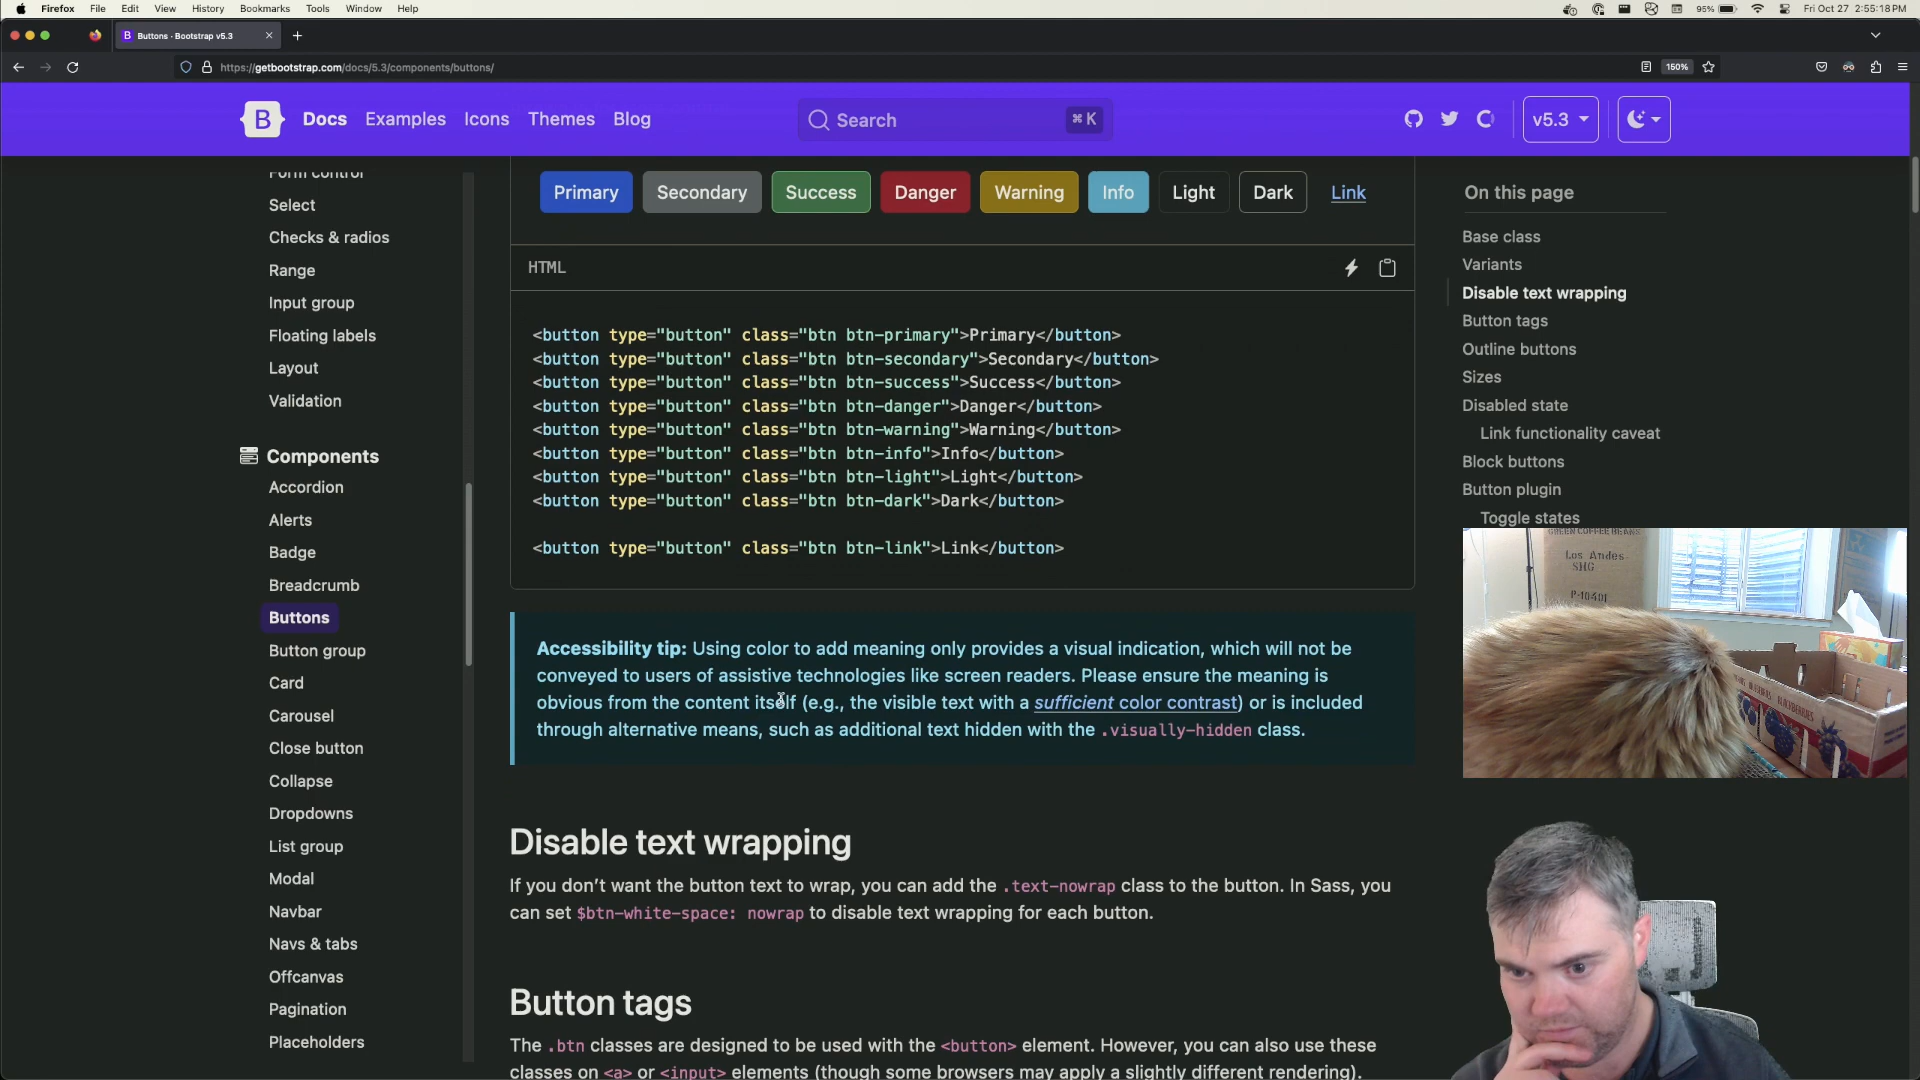 Firefox File Edit View History Bookmarks Tools Window Help 95% Fri Oct 27 2:55:18 PM
B Buttons · Bootstrap v5.3
https://getbootstrap.com/docs/5.3/components/buttons/ 150%
B Docs Examples Icons Themes Blog Search ⌘ K v5.3
Form control
Select
Checks & radios
Range
Input group
Floating labels
Layout
Validation
Components
Accordion
Alerts
Badge
Breadcrumb
Buttons
Button group
Card
Carousel
Close button
Collapse
Dropdowns
List group
Modal
Navbar
Navs & tabs
Offcanvas
Pagination
Placeholders
Primary Secondary Success Danger Warning Info Light Dark Link
HTML
<button type="button" class="btn btn-primary">Primary</button>
<button type="button" class="btn btn-secondary">Secondary</button>
<button type="button" class="btn btn-success">Success</button>
<button type="button" class="btn btn-danger">Danger</button>
<button type="button" class="btn btn-warning">Warning</button>
<button type="button" class="btn btn-info">Info</button>
<button type="button" class="btn btn-light">Light</button>
<button type="button" class="btn btn-dark">Dark</button>
<button type="button" class="btn btn-link">Link</button>
Accessibility tip: Using color to add meaning only provides a visual indication, which will not be
conveyed to users of assistive technologies like screen readers. Please ensure the meaning is
obvious from the content itself (e.g., the visible text with a sufficient color contrast) or is included
through alternative means, such as additional text hidden with the .visually-hidden class.
Disable text wrapping
If you don’t want the button text to wrap, you can add the .text-nowrap class to the button. In Sass, you
can set $btn-white-space: nowrap to disable text wrapping for each button.
Button tags
The .btn classes are designed to be used with the <button> element. However, you can also use these
classes on <a> or <input> elements (though some browsers may apply a slightly different rendering).
On this page
Base class
Variants
Disable text wrapping
Button tags
Outline buttons
Sizes
Disabled state
Link functionality caveat
Block buttons
Button plugin
Toggle states
GREEN COFFEE BEANS
Los Andes
SHG
BLACKBERRIES